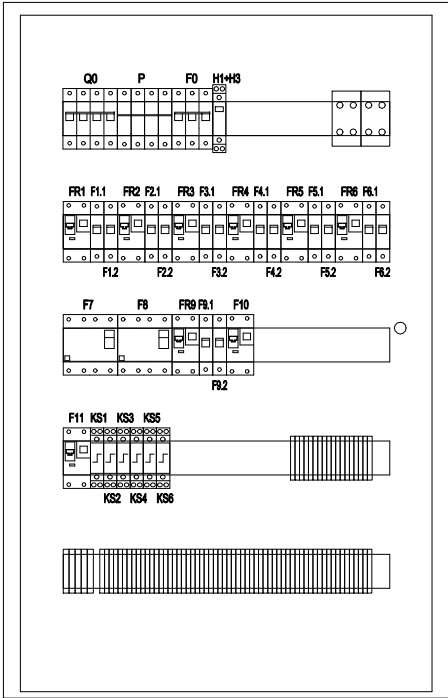 Q0 P F0 H1÷H3
FR1 F1.1 FR2 F2.1 FR3 F3.1 FR4 F4.1 FR5 F5.1 FR6 F6.1
F1.2 F2.2 F3.2 F4.2 F5.2 F6.2
F7 F8 FR9 F9.1 F10
F9.2
F11 KS1 KS3 KS5
KS2 KS4 KS6